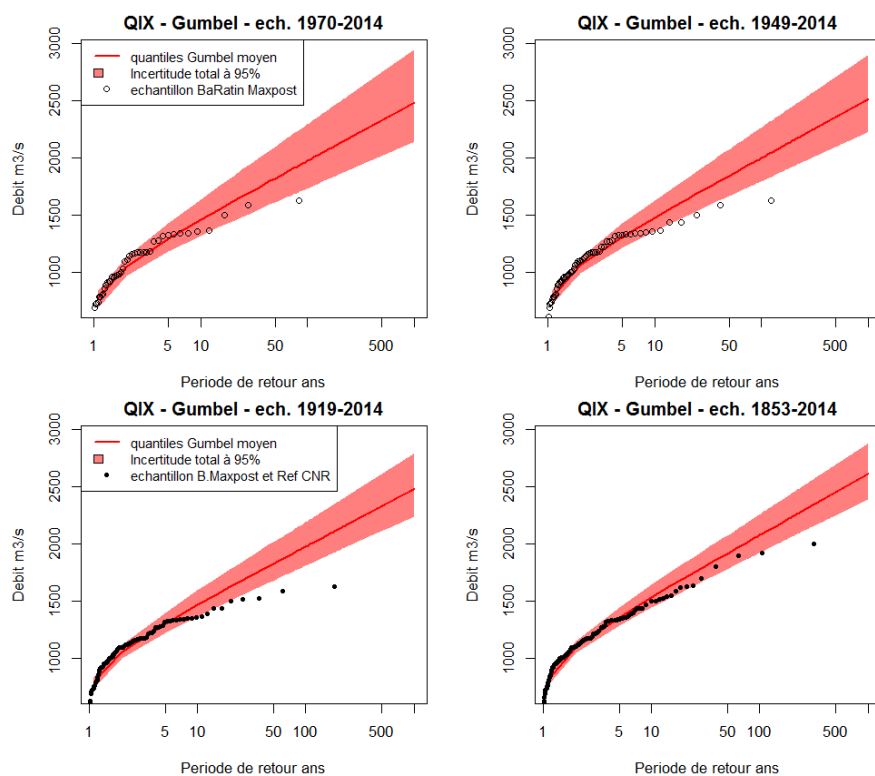 QIX - Gumbel - ech. 1970-2014
quantiles Gumbel moyen
Incertitude total à 95%
echantillon BaRatin Maxpost
Debit m3/s
3000
2500
2000
1500
1000
1 5 10 50 500
Periode de retour ans
QIX - Gumbel - ech. 1949-2014
Debit m3/s
3000
2500
2000
1500
1000
1 5 10 50 500
Periode de retour ans
QIX - Gumbel - ech. 1919-2014
quantiles Gumbel moyen
Incertitude total à 95%
echantillon B.Maxpost et Ref CNR
Debit m3/s
3000
2500
2000
1500
1000
1 5 10 50 100 500
Periode de retour ans
QIX - Gumbel - ech. 1853-2014
Debit m3/s
3000
2500
2000
1500
1000
1 5 10 50 100 500
Periode de retour ans